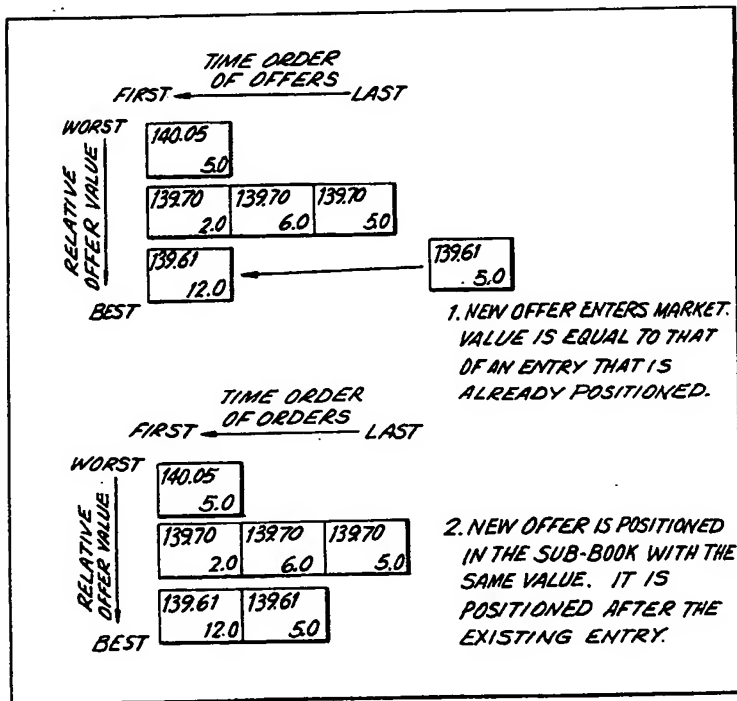 TIME ORDER
OF OFFERS
FIRST LAST
WORST
RELATIVE
OFFER VALUE
BEST
140.05
5.0
139.70 139.70 139.70
2.0 6.0 5.0
139.61
12.0
139.61
5.0
1. NEW OFFER ENTERS MARKET.
VALUE IS EQUAL TO THAT
OF AN ENTRY THAT IS
ALREADY POSITIONED.
TIME ORDER
OF ORDERS
FIRST LAST
WORST
RELATIVE
OFFER VALUE
BEST
140.05
5.0
139.70 139.70 139.70
2.0 6.0 5.0
139.61 139.61
12.0 5.0
2. NEW OFFER IS POSITIONED
IN THE SUB-BOOK WITH THE
SAME VALUE. IT IS
POSITIONED AFTER THE
EXISTING ENTRY.